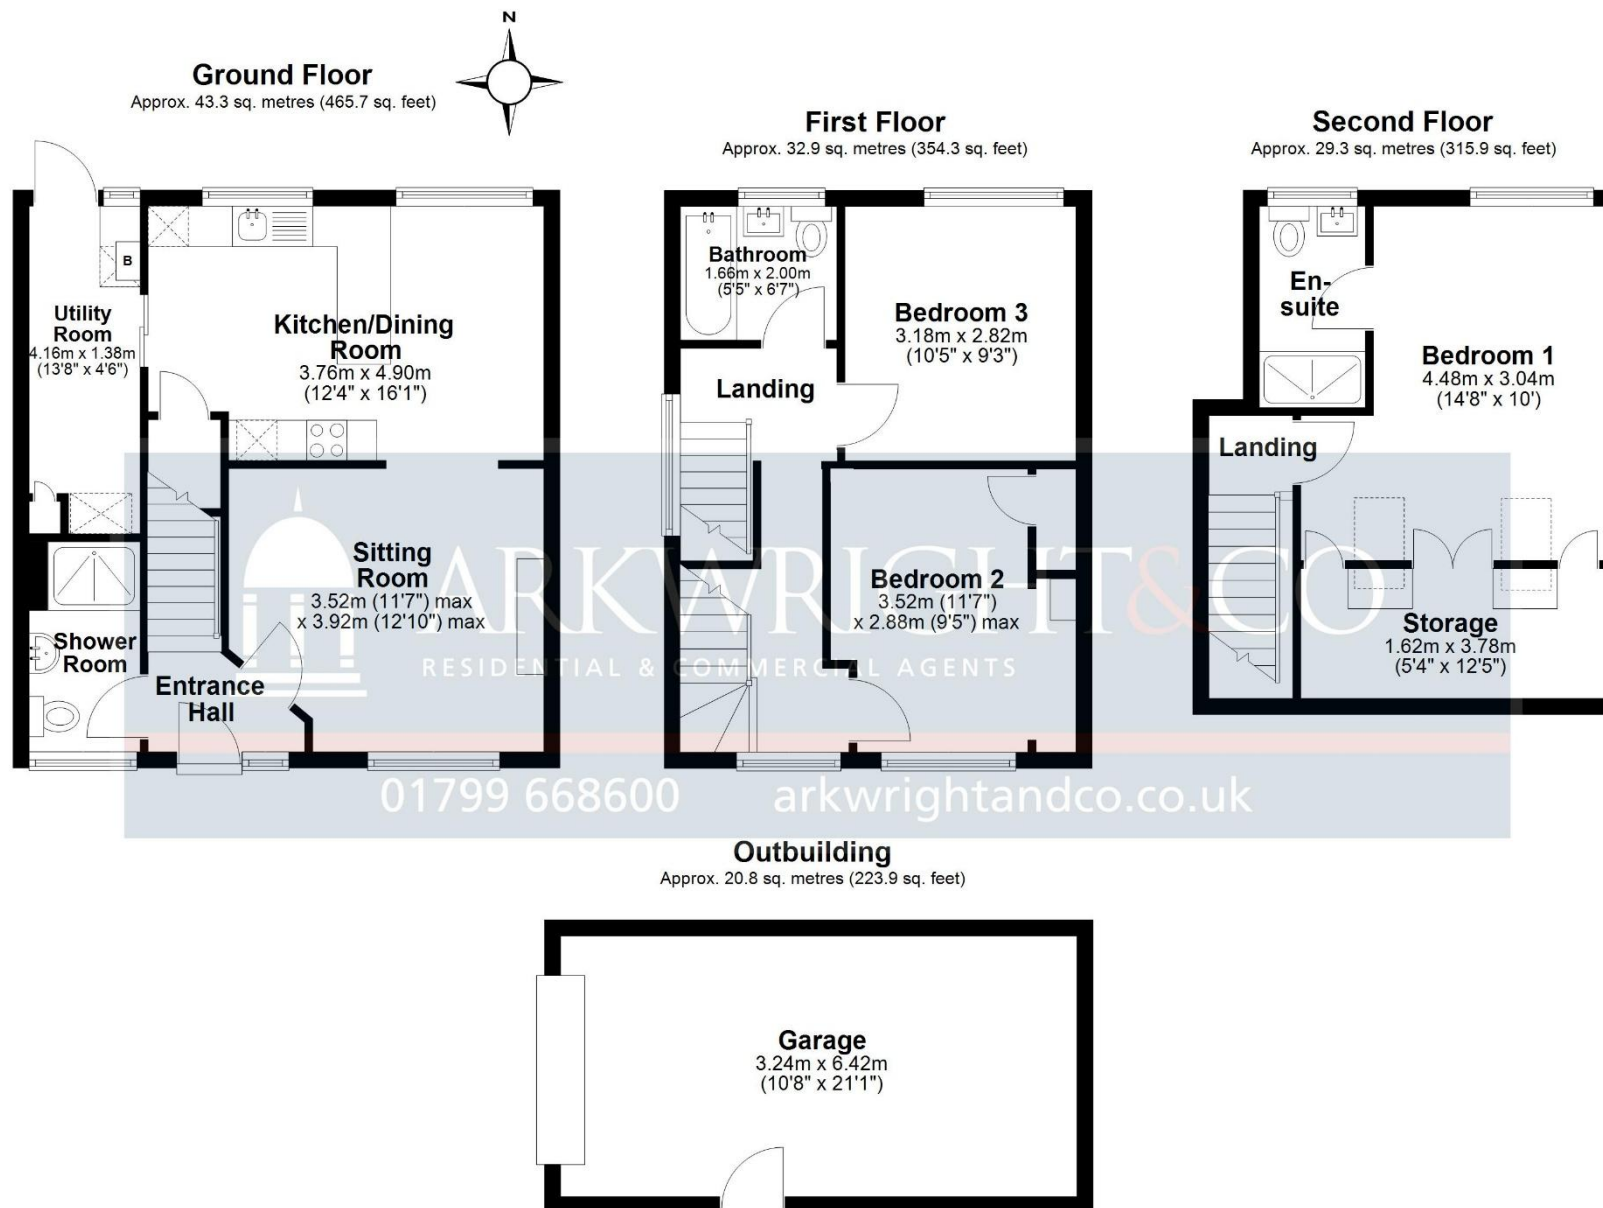 N
Ground Floor
Approx. 43.3 sq. metres (465.7 sq. feet)
B
Utility
Room
4.16m x 1.38m
(13'8" x 4'6")
Kitchen/Dining
Room
3.76m x 4.90m
(12'4" x 16'1")
Sitting
Room
3.52m (11'7") max
x 3.92m (12'10") max
Shower
Room
Entrance
Hall
First Floor
Approx. 32.9 sq. metres (354.3 sq. feet)
Bathroom
1.66m x 2.00m
(5'5" x 6'7")
Bedroom 3
3.18m x 2.82m
(10'5" x 9'3")
Landing
Bedroom 2
3.52m (11'7")
x 2.88m (9'5") max
Second Floor
Approx. 29.3 sq. metres (315.9 sq. feet)
En-
suite
Bedroom 1
4.48m x 3.04m
(14'8" x 10')
Landing
Storage
1.62m x 3.78m
(5'4" x 12'5")
ARKWRIGHT&CO
RESIDENTIAL & COMMERCIAL AGENTS
01799 668600 arkwrightandco.co.uk
Outbuilding
Approx. 20.8 sq. metres (223.9 sq. feet)
Garage
3.24m x 6.42m
(10'8" x 21'1")